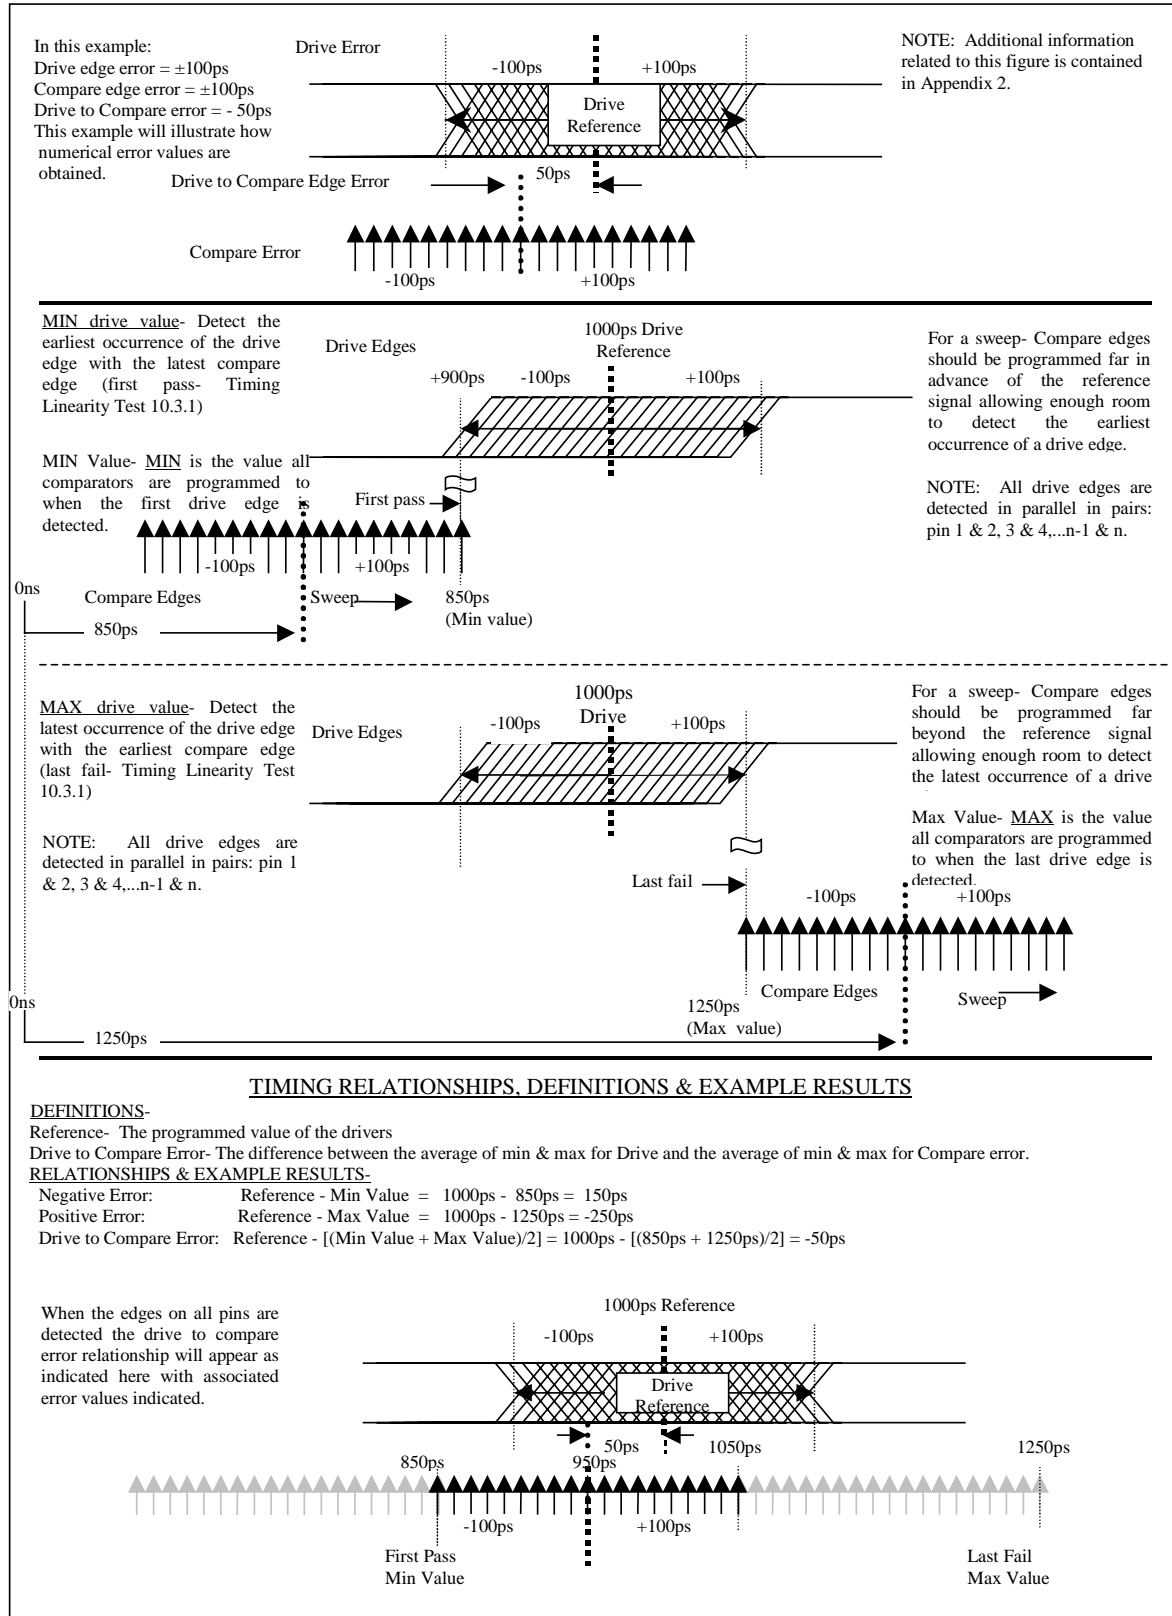 In this example:
Drive edge error = ±100ps
Compare edge error = ±100ps
Drive to Compare error = - 50ps
This example will illustrate how
numerical error values are
obtained.
Drive Error
-100ps
+100ps
NOTE: Additional information
related to this figure is contained
in Appendix 2.
Drive
Reference
Drive to Compare Edge Error
50ps
Compare Error
-100ps
+100ps
MIN drive value- Detect the
earliest occurrence of the drive
edge with the latest compare
edge (first pass- Timing
Linearity Test 10.3.1)
MIN Value- MIN is the value all
comparators are programmed to
when the first drive edge is
detected.
Drive Edges
1000ps Drive
Reference
+900ps
-100ps
+100ps
For a sweep- Compare edges
should be programmed far in
advance of the reference
signal allowing enough room
to detect the earliest
occurrence of a drive edge.
NOTE: All drive edges are
detected in parallel in pairs:
pin 1 & 2, 3 & 4,...n-1 & n.
First pass
-100ps
+100ps
0ns
Compare Edges
Sweep
850ps
(Min value)
850ps
MAX drive value- Detect the
latest occurrence of the drive edge
with the earliest compare edge
(last fail- Timing Linearity Test
10.3.1)
NOTE: All drive edges are
detected in parallel in pairs: pin 1
& 2, 3 & 4,...n-1 & n.
Drive Edges
1000ps
Drive
-100ps
+100ps
For a sweep- Compare edges
should be programmed far
beyond the reference signal
allowing enough room to detect
the latest occurrence of a drive
Max Value- MAX is the value
all comparators are programmed
to when the last drive edge is
detected.
Last fail
-100ps
+100ps
Compare Edges
Sweep
0ns
1250ps
(Max value)
1250ps
TIMING RELATIONSHIPS, DEFINITIONS & EXAMPLE RESULTS
DEFINITIONS-
Reference- The programmed value of the drivers
Drive to Compare Error- The difference between the average of min & max for Drive and the average of min & max for Compare error.
RELATIONSHIPS & EXAMPLE RESULTS-
Negative Error: Reference - Min Value = 1000ps - 850ps = 150ps
Positive Error: Reference - Max Value = 1000ps - 1250ps = -250ps
Drive to Compare Error: Reference - [(Min Value + Max Value)/2] = 1000ps - [(850ps + 1250ps)/2] = -50ps
When the edges on all pins are
detected the drive to compare
error relationship will appear as
indicated here with associated
error values indicated.
1000ps Reference
-100ps
+100ps
Drive
Reference
50ps
1050ps
1250ps
850ps
950ps
-100ps
+100ps
First Pass
Min Value
Last Fail
Max Value